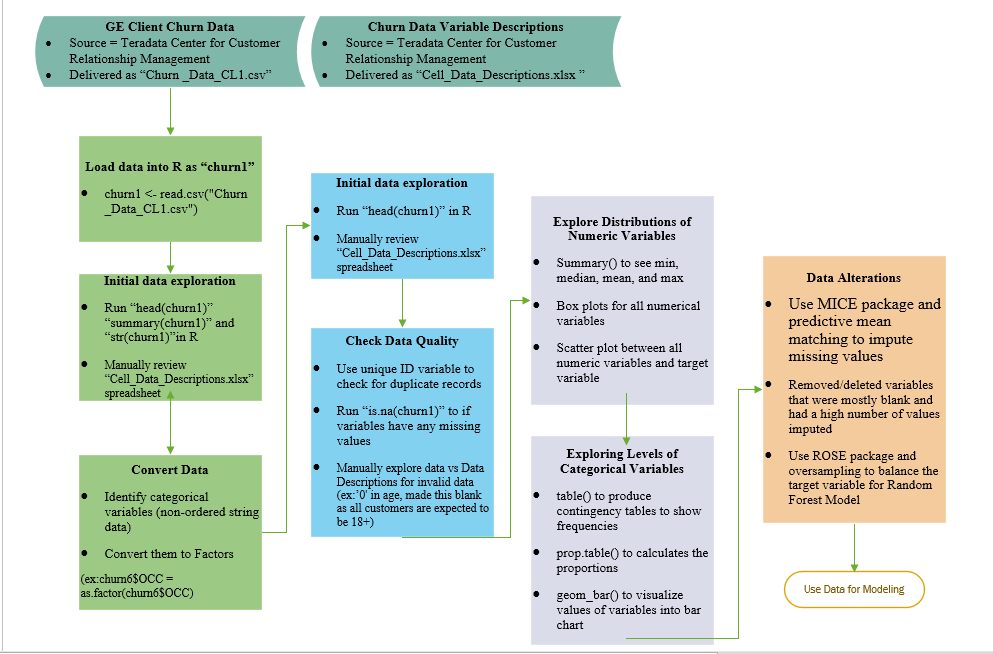 GE Client Churn Data
• Source = Teradata Center for Customer
Relationship Management
• Delivered as “Churn _Data_CL1.csv”
Churn Data Variable Descriptions
• Source = Teradata Center for Customer
Relationship Management
• Delivered as “Cell_Data_Descriptions.xlsx ”
Load data into R as “churn1”
• churn1 <- read.csv("Churn
_Data_CL1.csv")
Initial data exploration
• Run “head(churn1)”
“summary(churn1)” and
“str(churn1)”in R
• Manually review
“Cell_Data_Descriptions.xlsx”
spreadsheet
Convert Data
• Identify categorical
variables (non-ordered string
data)
• Convert them to Factors
(ex:churn6$OCC =
as.factor(churn6$OCC)
Initial data exploration
• Run “head(churn1)” in R
• Manually review
“Cell_Data_Descriptions.xlsx”
spreadsheet
Check Data Quality
• Use unique ID variable to
check for duplicate records
• Run “is.na(churn1)” to if
variables have any missing
values
• Manually explore data vs Data
Descriptions for invalid data
(ex:’0’ in age, made this blank
as all customers are expected to
be 18+)
Explore Distributions of
Numeric Variables
• Summary() to see min,
median, mean, and max
• Box plots for all numerical
variables
• Scatter plot between all
numeric variables and target
variable
Exploring Levels of
Categorical Variables
• table() to produce
contingency tables to show
frequencies
• prop.table() to calculates the
proportions
• geom_bar() to visualize
values of variables into bar
chart
Data Alterations
• Use MICE package and
predictive mean
matching to impute
missing values
• Removed/deleted variables
that were mostly blank and
had a high number of values
imputed
• Use ROSE package and
oversampling to balance the
target variable for Random
Forest Model
Use Data for Modeling